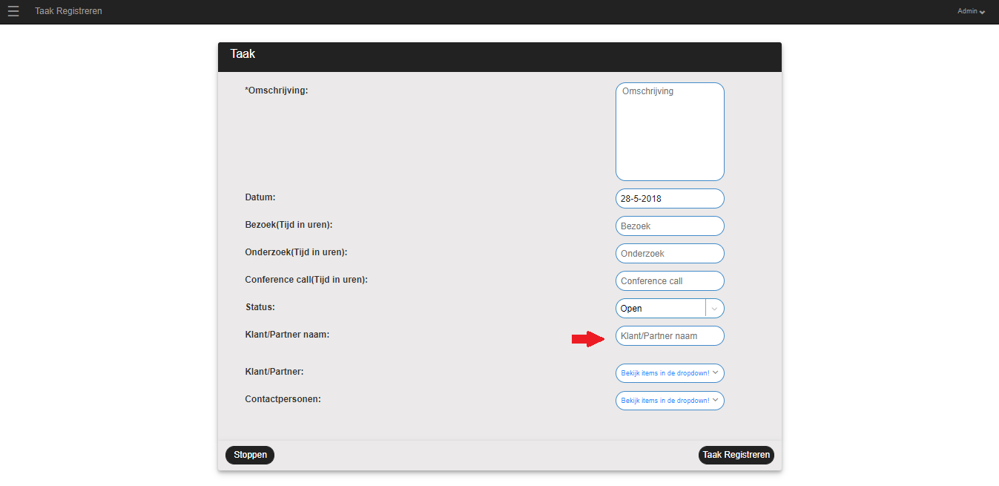 Taak Registreren
Admin
Taak
*Omschrijving:
Omschrijving
Datum:
28-5-2018
Bezoek(Tijd in uren):
Bezoek
Onderzoek(Tijd in uren):
Onderzoek
Conference call(Tijd in uren):
Conference call
Status:
Open
Klant/Partner naam:
Klant/Partner naam
Klant/Partner:
Bekijk items in de dropdown!
Contactpersonen:
Bekijk items in de dropdown!
Stoppen
Taak Registreren